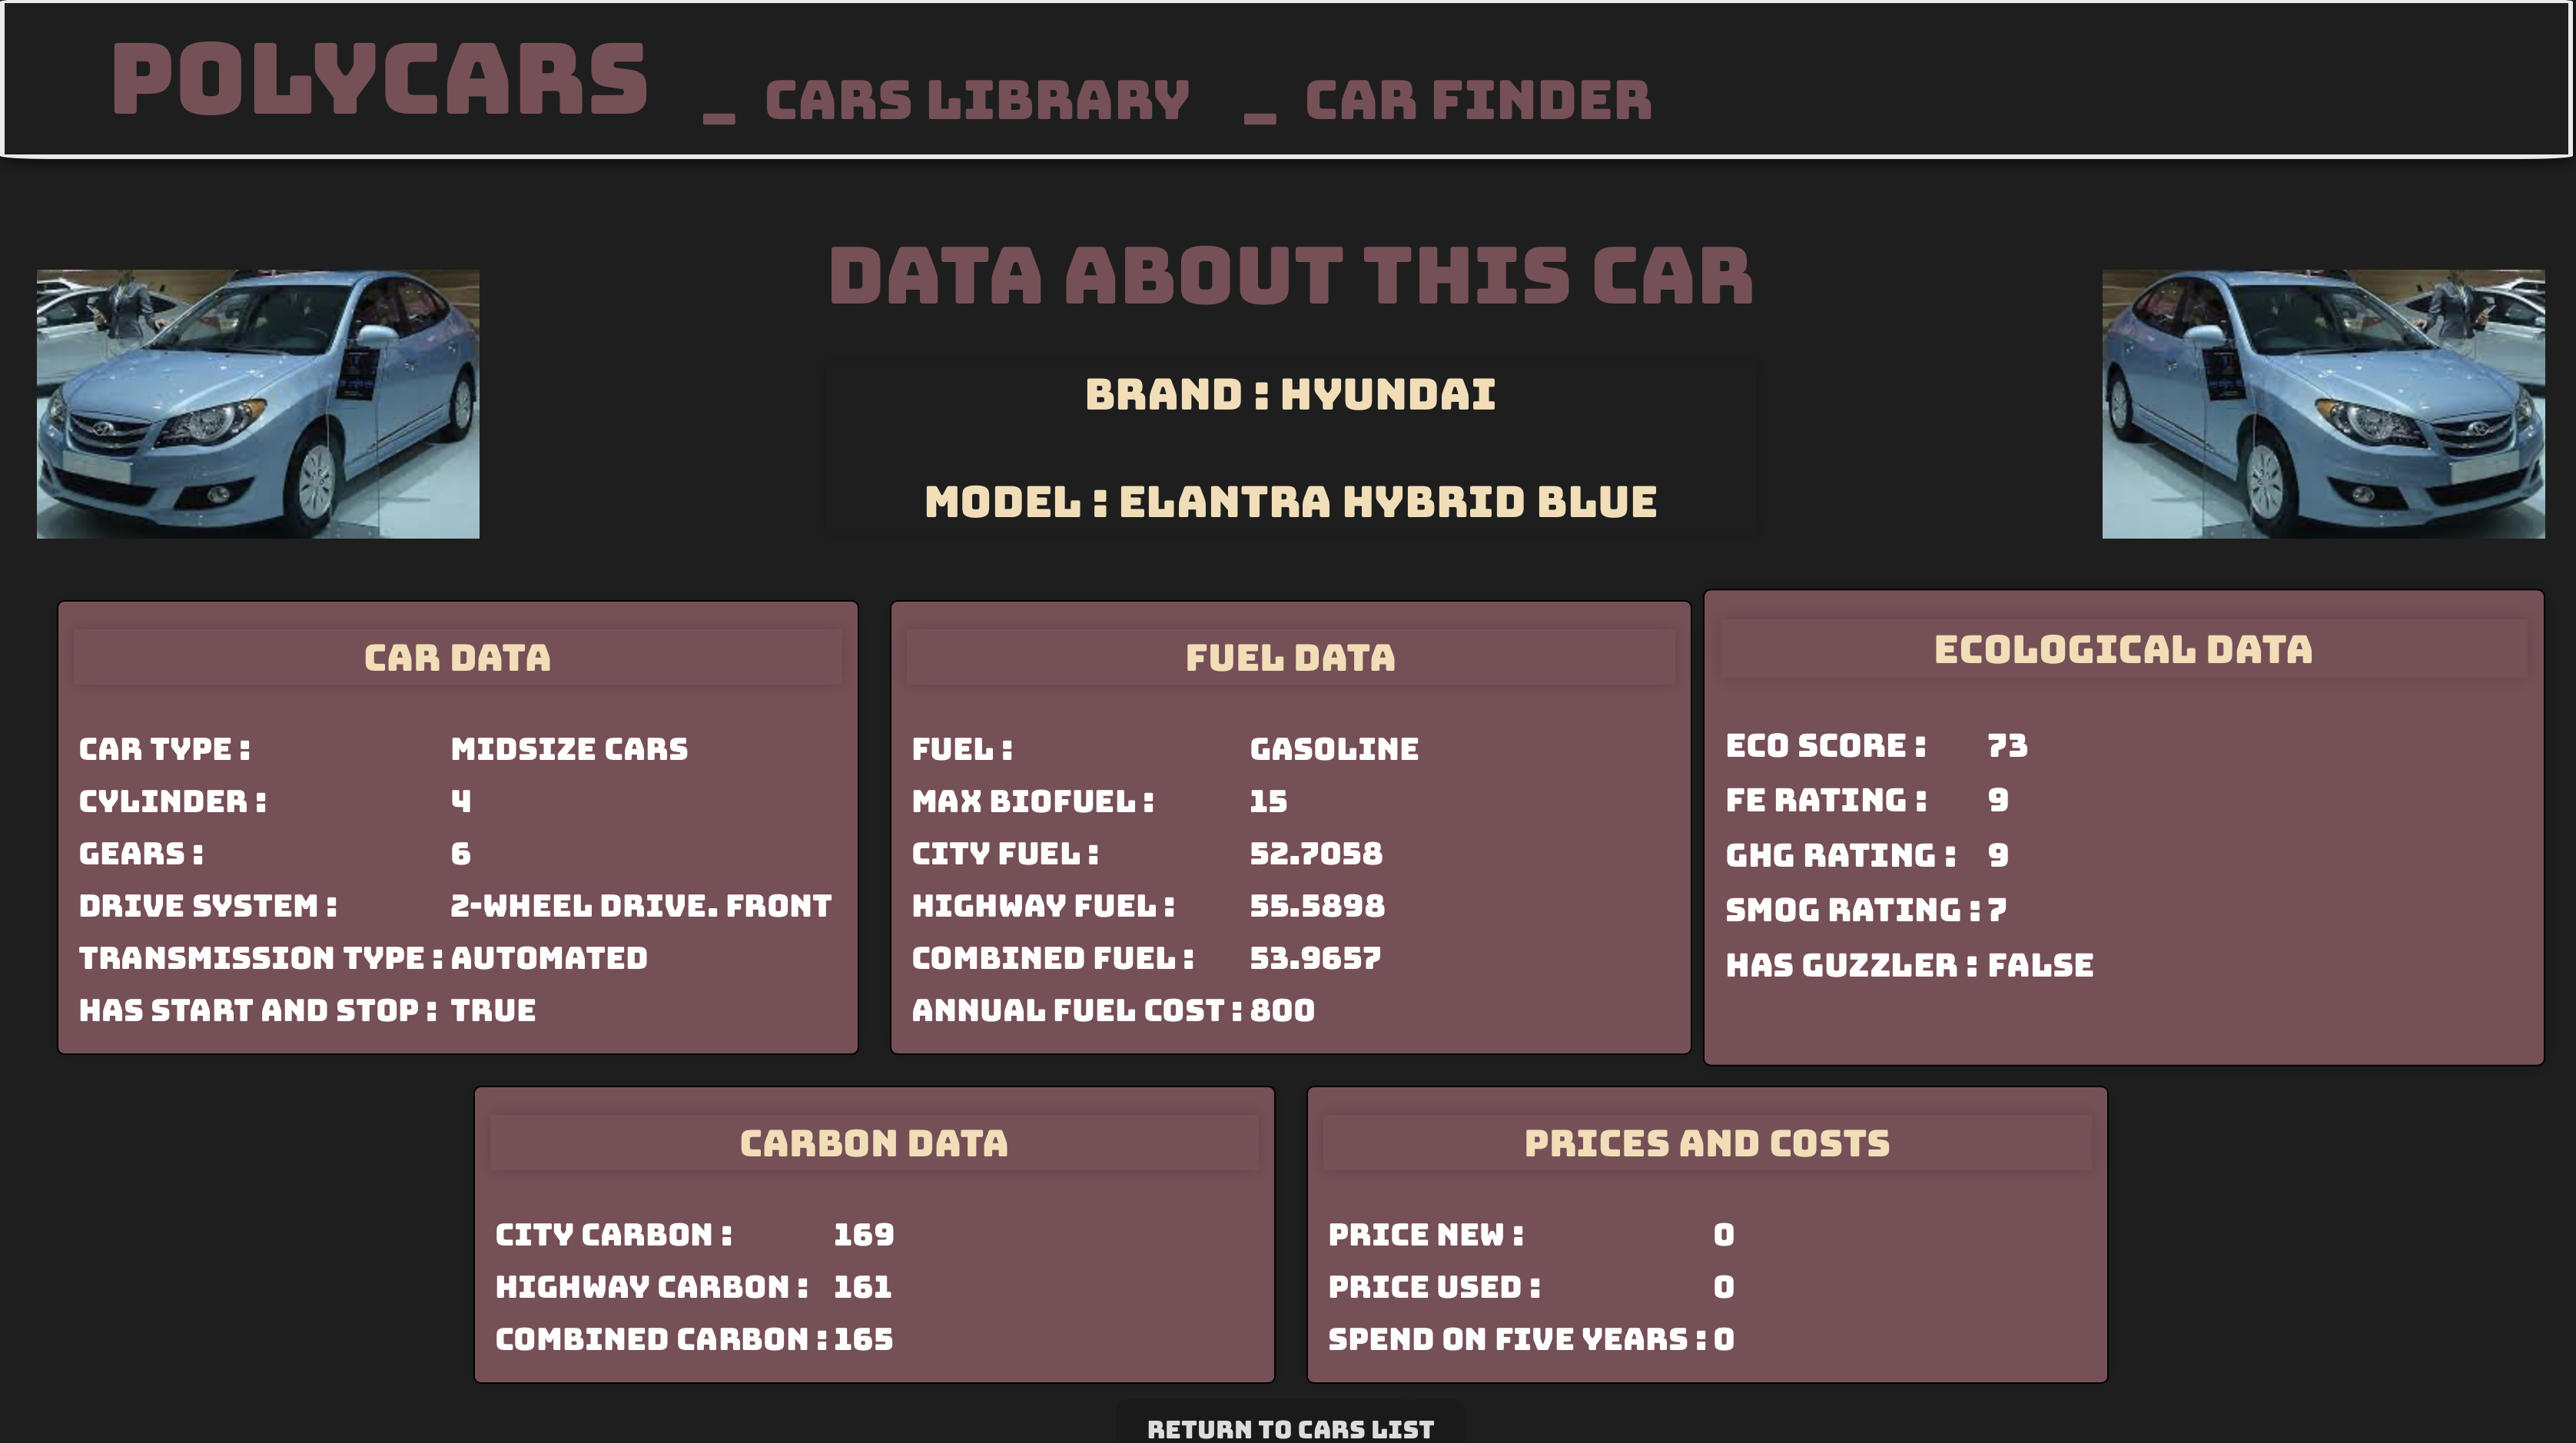 POLYCARS _ CARS LIBRARY _ CAR FINDER
DATA ABOUT THIS CAR
BRAND : HYUNDAI
MODEL : ELANTRA HYBRID BLUE
CAR DATA
CAR TYPE : MIDSIZE CARS
CYLINDER : 4
GEARS : 6
DRIVE SYSTEM : 2-WHEEL DRIVE. FRONT
TRANSMISSION TYPE : AUTOMATED
HAS START AND STOP : TRUE
FUEL DATA
FUEL : GASOLINE
MAX BIOFUEL : 15
CITY FUEL : 52.7058
HIGHWAY FUEL : 55.5898
COMBINED FUEL : 53.9657
ANNUAL FUEL COST : 800
ECOLOGICAL DATA
ECO SCORE : 73
FE RATING : 9
GHG RATING : 9
SMOG RATING : 7
HAS GUZZLER : FALSE
CARBON DATA
CITY CARBON : 169
HIGHWAY CARBON : 161
COMBINED CARBON : 165
PRICES AND COSTS
PRICE NEW : 0
PRICE USED : 0
SPEND ON FIVE YEARS : 0
RETURN TO CARS LIST